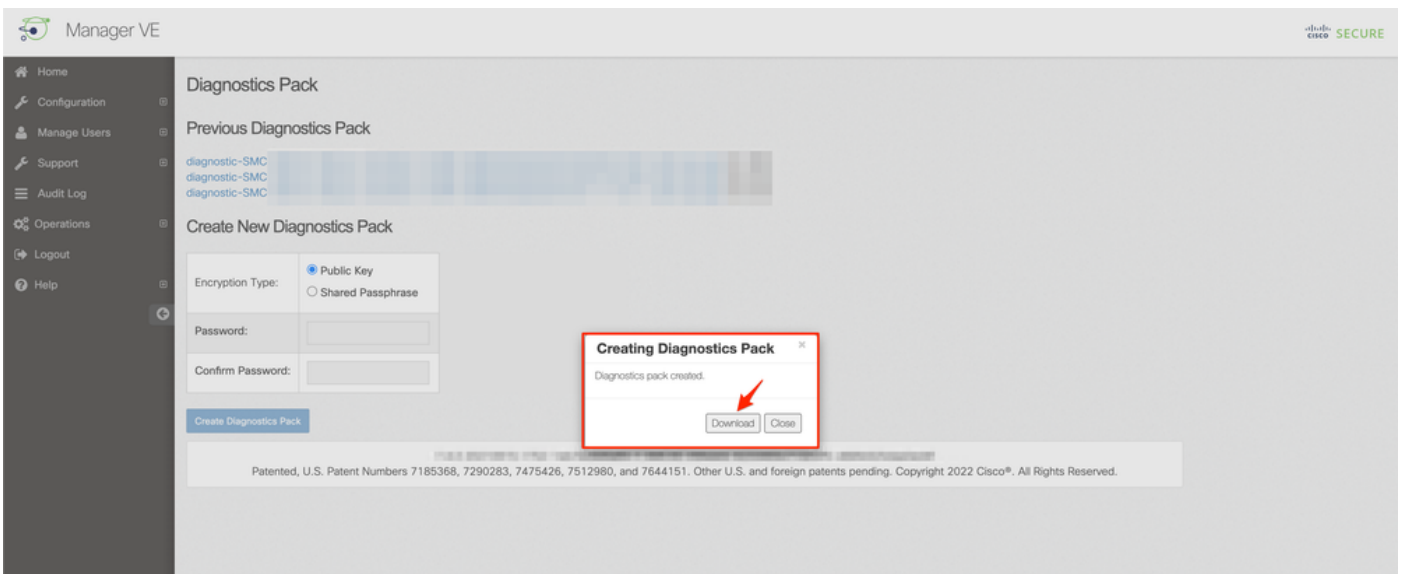 Manager VE
cisco SECURE
Home
Configuration
Manage Users
Support
Audit Log
Operations
Logout
Help
Diagnostics Pack
Previous Diagnostics Pack
diagnostic-SMC
diagnostic-SMC
diagnostic-SMC
Create New Diagnostics Pack
Encryption Type:
Public Key
Shared Passphrase
Password:
Confirm Password:
Create Diagnostics Pack
Creating Diagnostics Pack ×
Diagnostics pack created.
Download Close
Patented, U.S. Patent Numbers 7185368, 7290283, 7475426, 7512980, and 7644151. Other U.S. and foreign patents pending. Copyright 2022 Cisco®. All Rights Reserved.